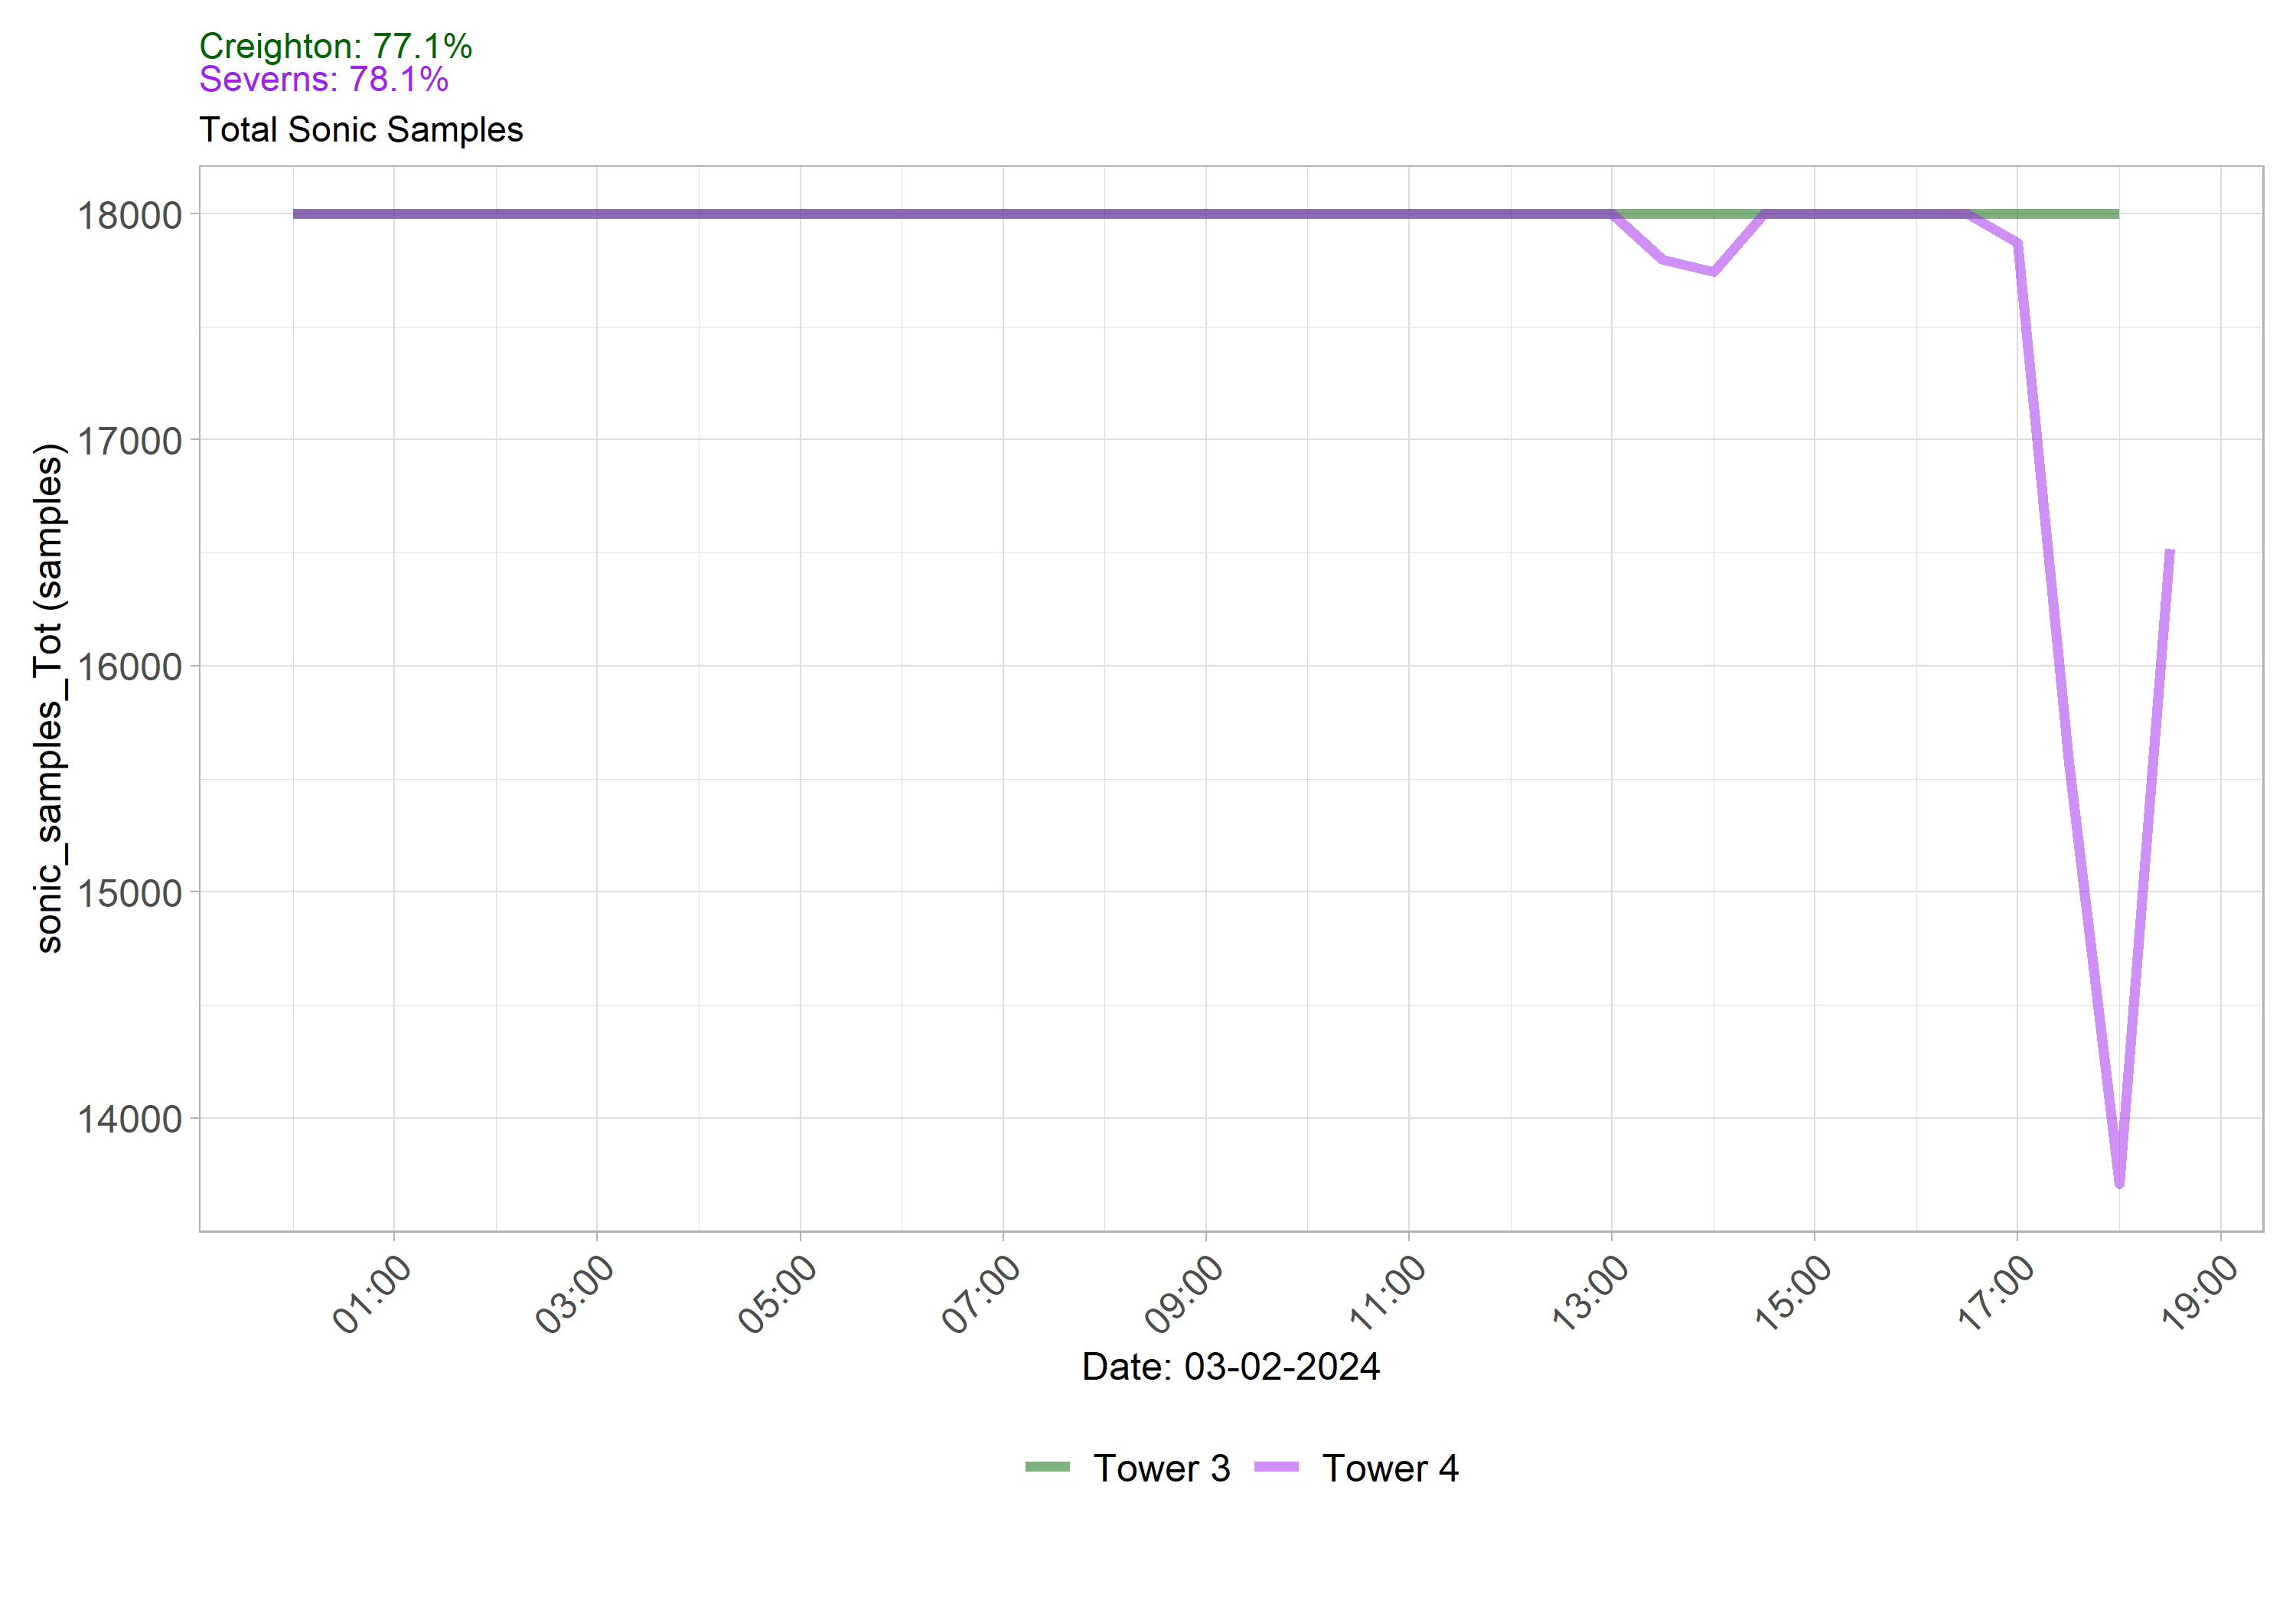 Creighton: 77.1%
Severns: 78.1%
Total Sonic Samples
sonic_samples_Tot (samples)
18000
17000
16000
15000
14000
01:00
03:00
05:00
07:00
09:00
11:00
13:00
15:00
17:00
19:00
Date: 03-02-2024
Tower 3
Tower 4